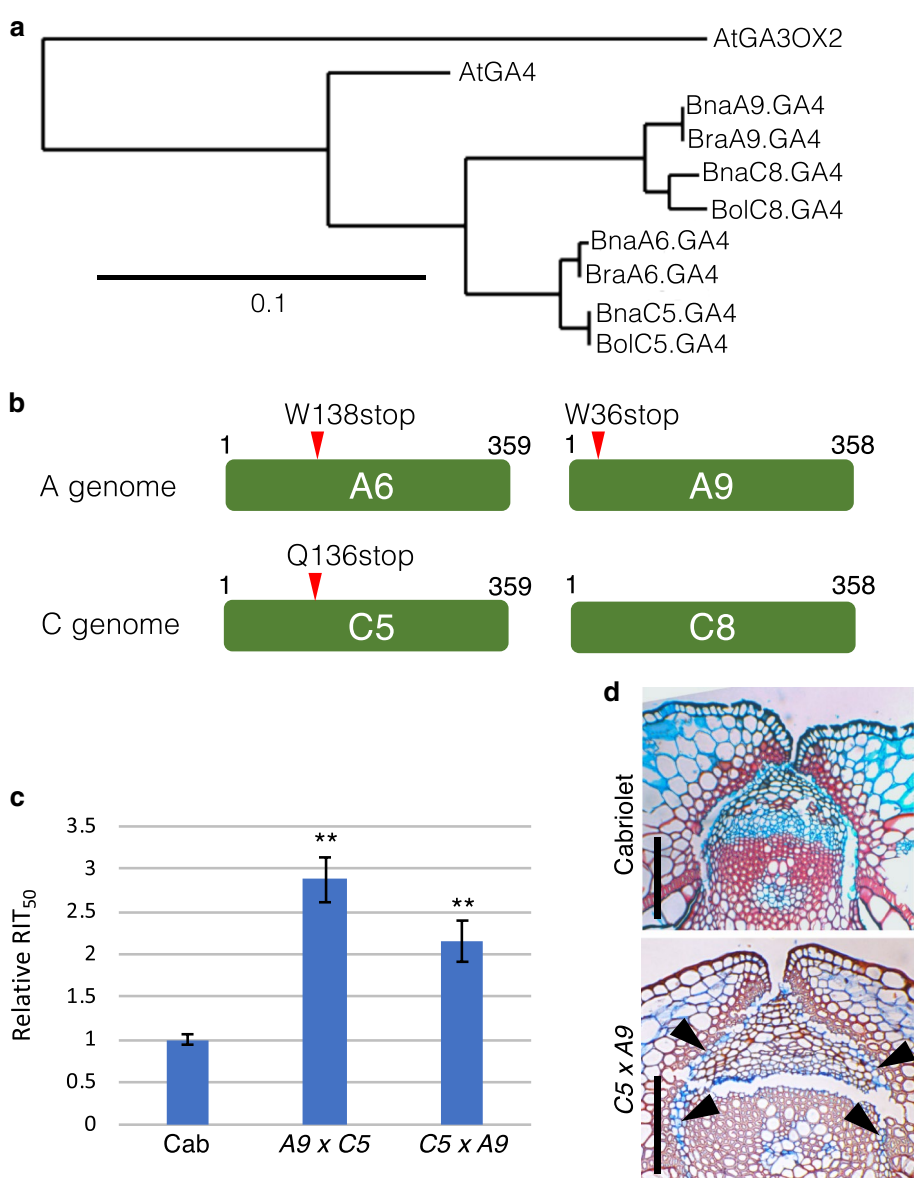 a
AtGA3OX2
AtGA4
BnaA9.GA4
BraA9.GA4
BnaC8.GA4
BolC8.GA4
BnaA6.GA4
BraA6.GA4
BnaC5.GA4
BolC5.GA4
0.1
b
W138stop
W36stop
1
359
1
358
A genome
A6
A9
Q136stop
1
359
1
358
C genome
C5
C8
c
3.5
3
2.5
2
1.5
1
0.5
0
Relative RIT50
**
**
Cab
A9 x C5
C5 x A9
d
Cabriolet
C5 x A9